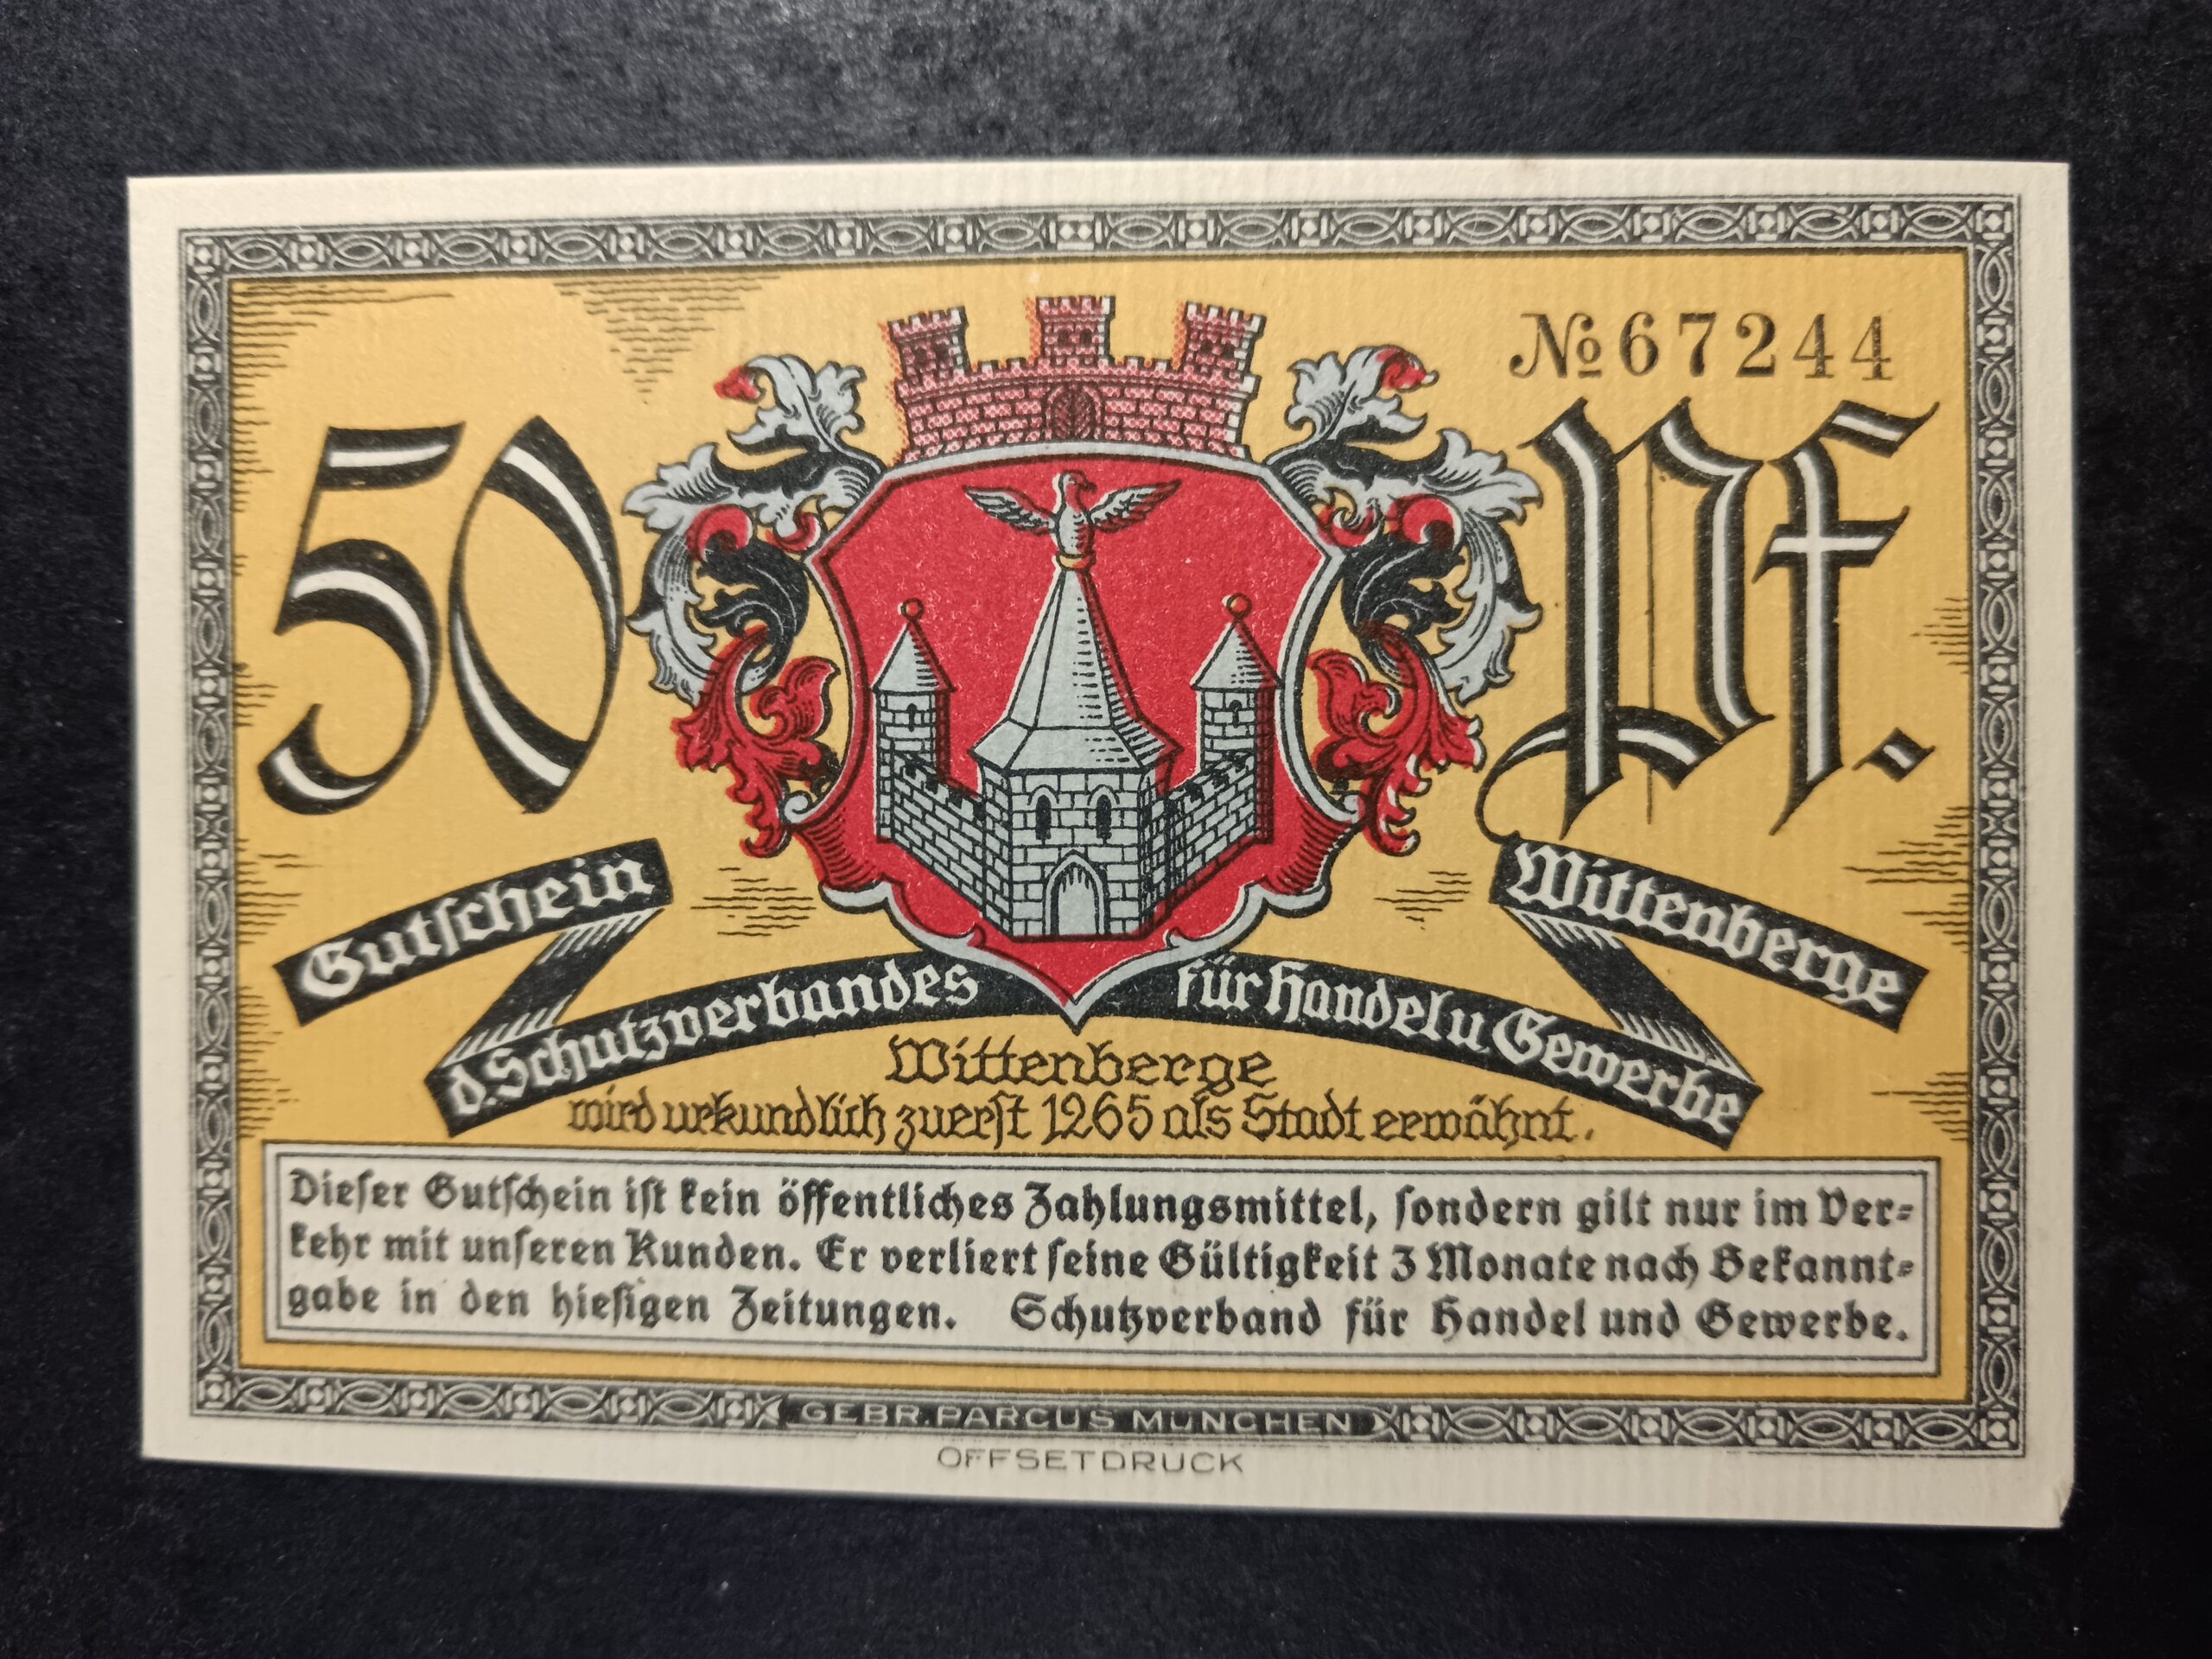 № 67244
50 Pf.
Gutschein
d. Schutzverbandes für Handel u. Gewerbe
Wittenberge
Wittenberge
wird urkundlich zuerst 1265 als Stadt erwähnt.
Dieser Gutschein ist kein öffentliches Zahlungsmittel, sondern gilt nur im Ver=
kehr mit unseren Kunden. Er verliert seine Gültigkeit 3 Monate nach Bekannt=
gabe in den hiesigen Zeitungen. Schutzverband für Handel und Gewerbe.
GEBR. PARCUS MÜNCHEN
OFFSETDRUCK